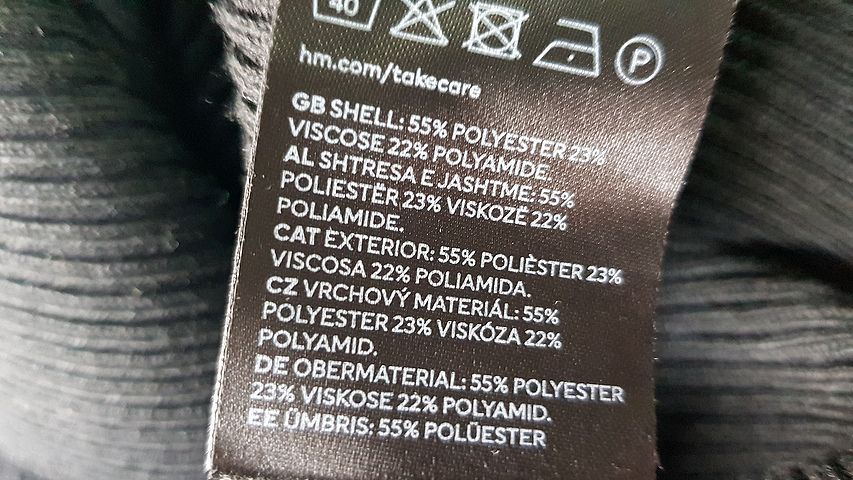 40
P
hm.com/takecare
GB SHELL: 55% POLYESTER 23%
VISCOSE 22% POLYAMIDE.
AL SHTRESA E JASHTME: 55%
POLIESTËR 23% VISKOZË 22%
POLIAMIDE.
CAT EXTERIOR: 55% POLIÈSTER 23%
VISCOSA 22% POLIAMIDA.
CZ VRCHOVÝ MATERIÁL: 55%
POLYESTER 23% VISKÓZA 22%
POLYAMID.
DE OBERMATERIAL: 55% POLYESTER
23% VISKOSE 22% POLYAMID.
EE ÜMBRIS: 55% POLÜESTER